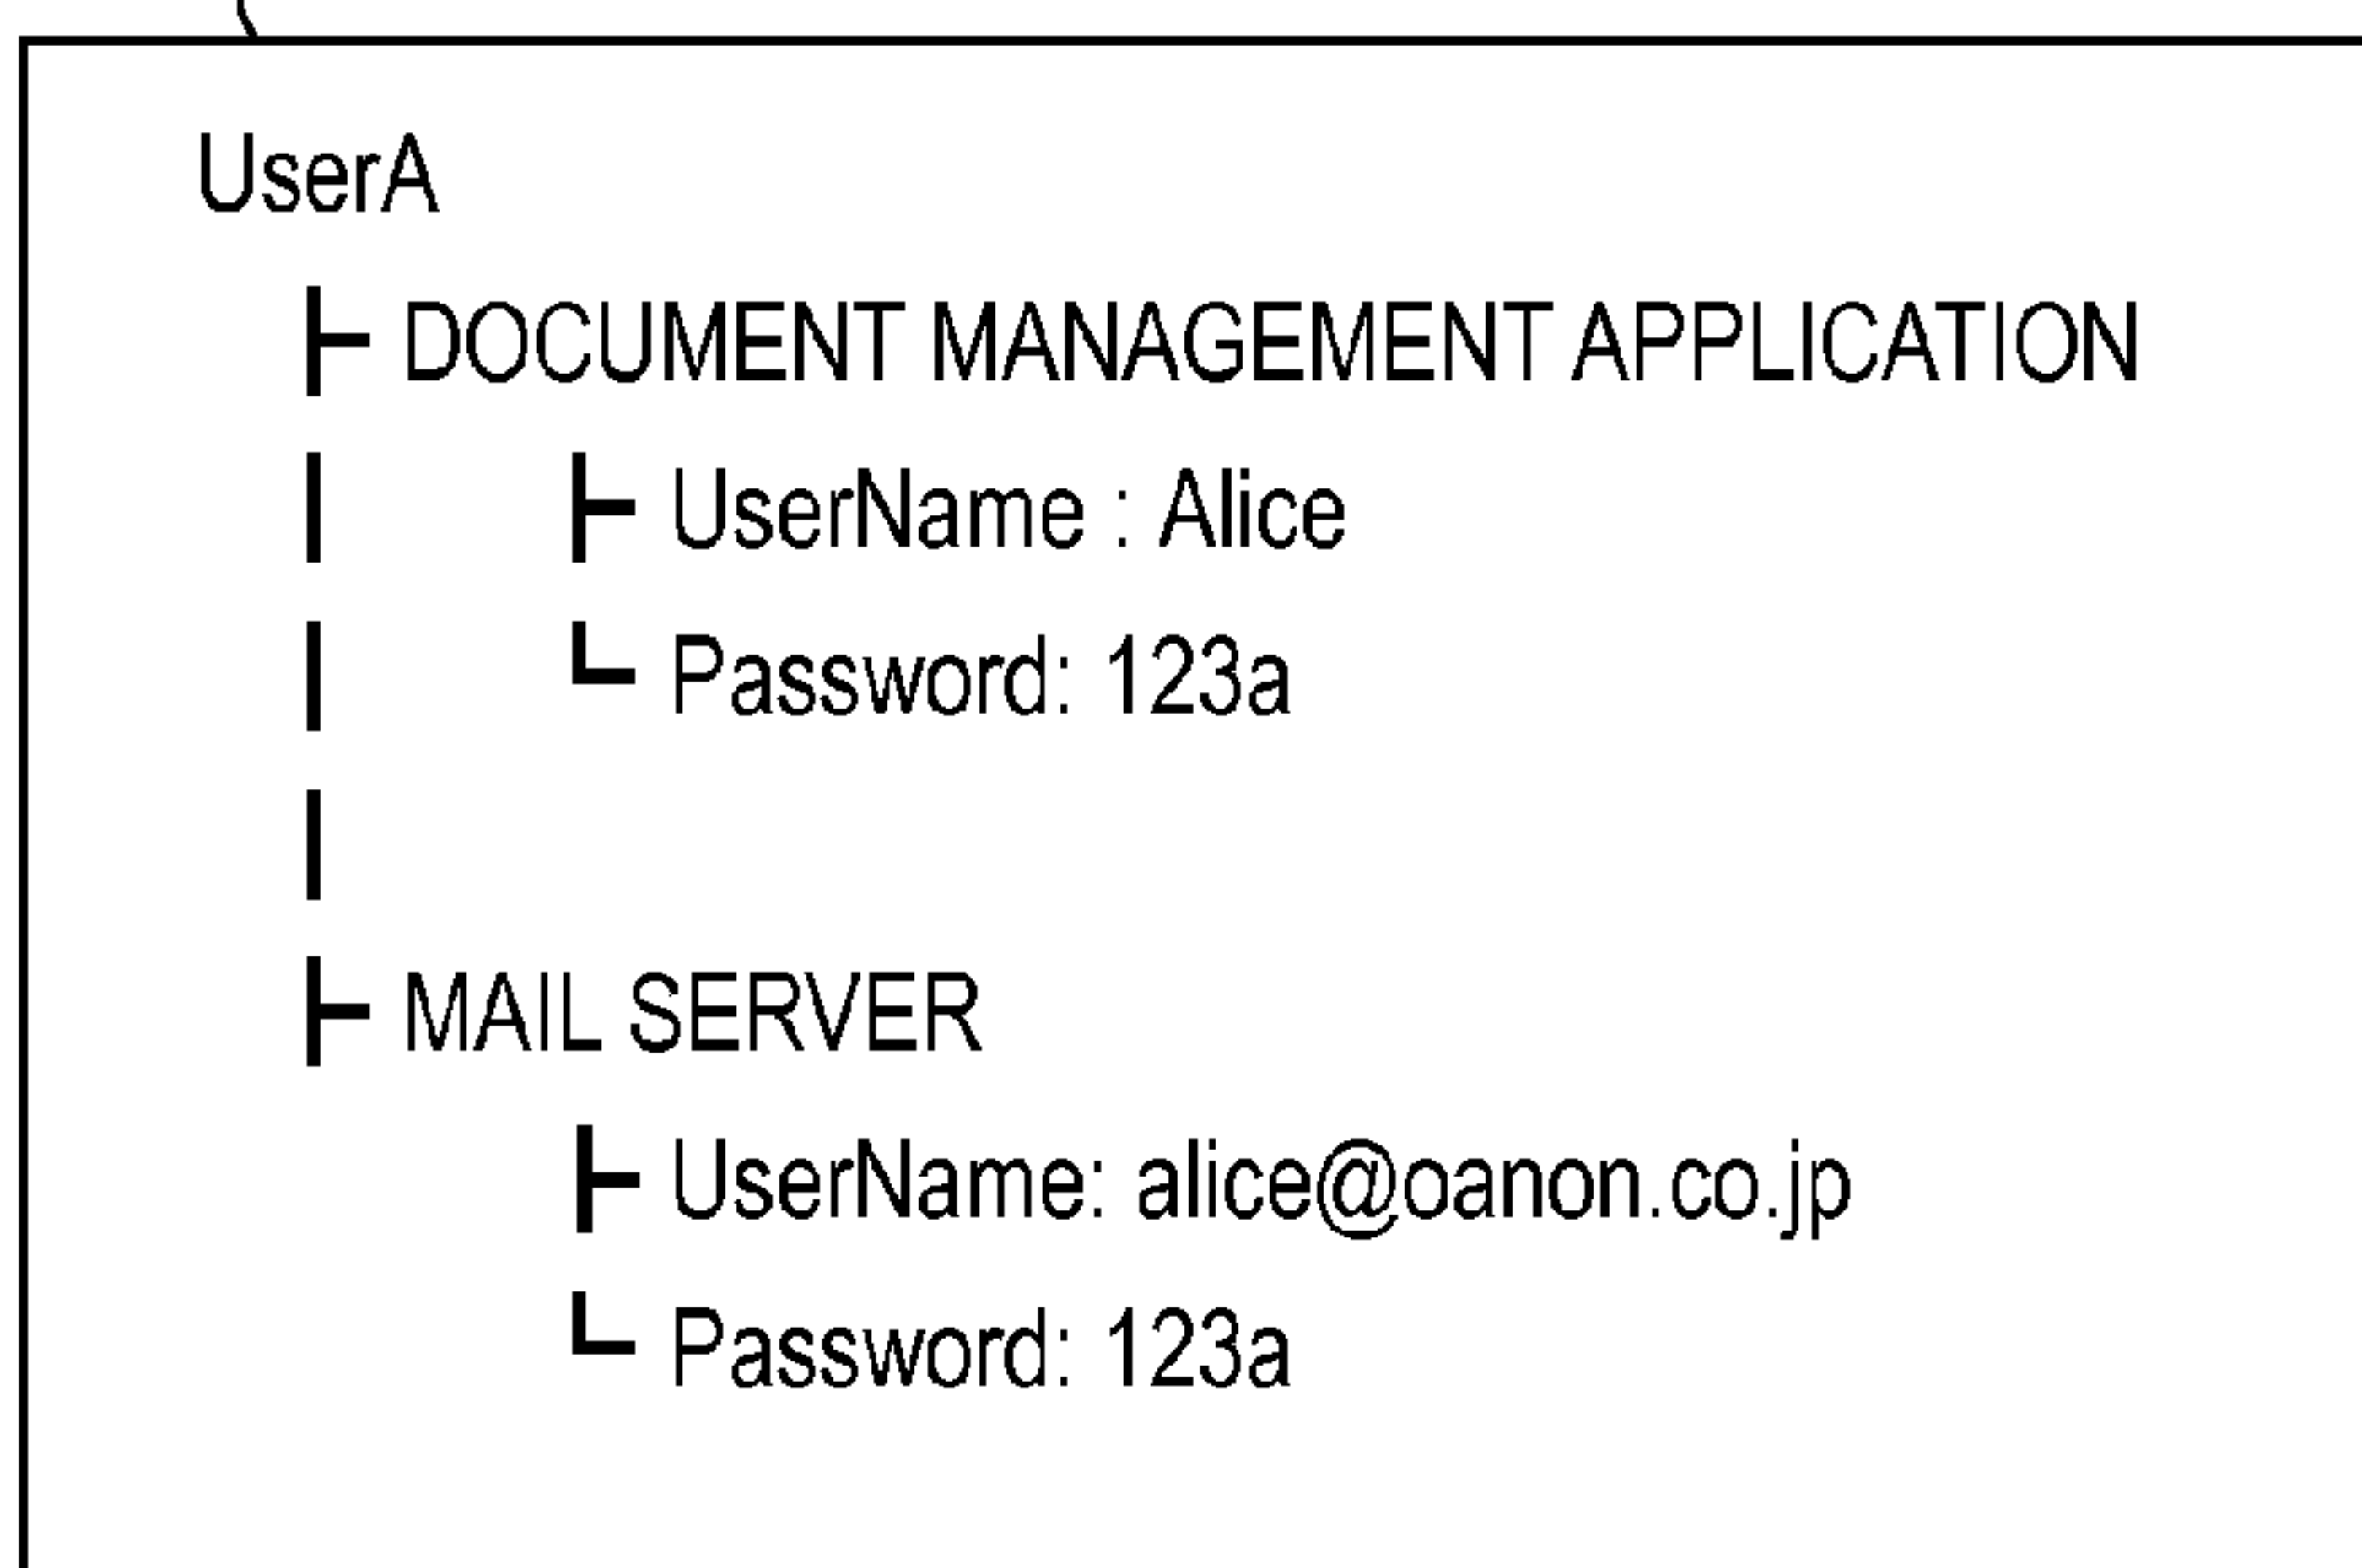 UserA
DOCUMENT MANAGEMENT APPLICATION
UserName : Alice
Password: 123a
MAIL SERVER
UserName: alice@oanon.co.jp
Password: 123a